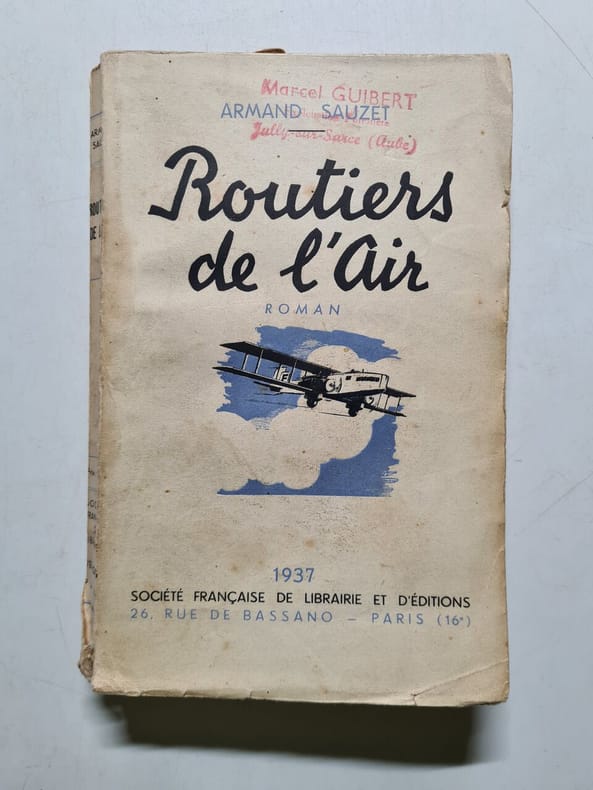 Marcel GUIBERT
ARMAND SAUZET
Jully-sur-Sarce (Aube)
Routiers
de l'Air
ROMAN
1937
SOCIÉTÉ FRANÇAISE DE LIBRAIRIE ET D'ÉDITIONS
26, RUE DE BASSANO – PARIS (16e)